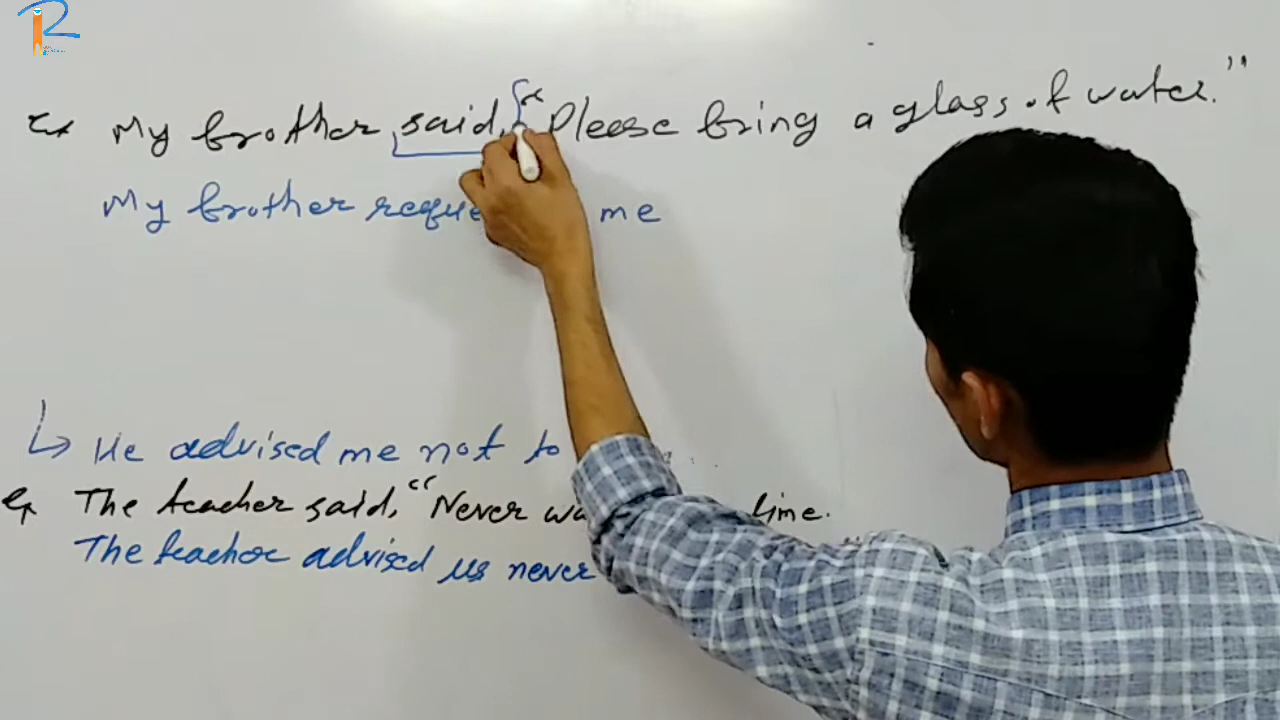 Ex My brother said, "Please bring a glass of water."
My brother reque me
↳ He advised me not to
Ex The teacher said, "Never wa time.
The teacher advised us never